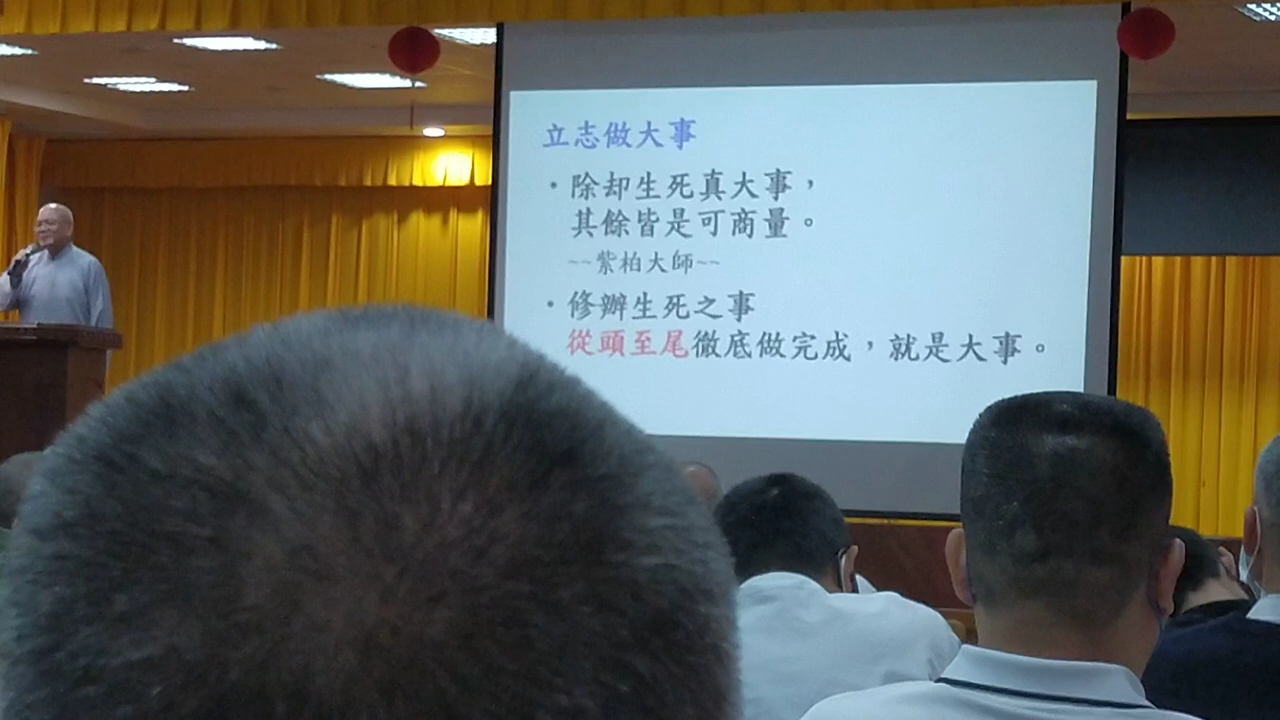 立志做大事
・除却生死真大事，
其餘皆是可商量。
~~紫柏大師~~
・修辦生死之事
從頭至尾徹底做完成，就是大事。